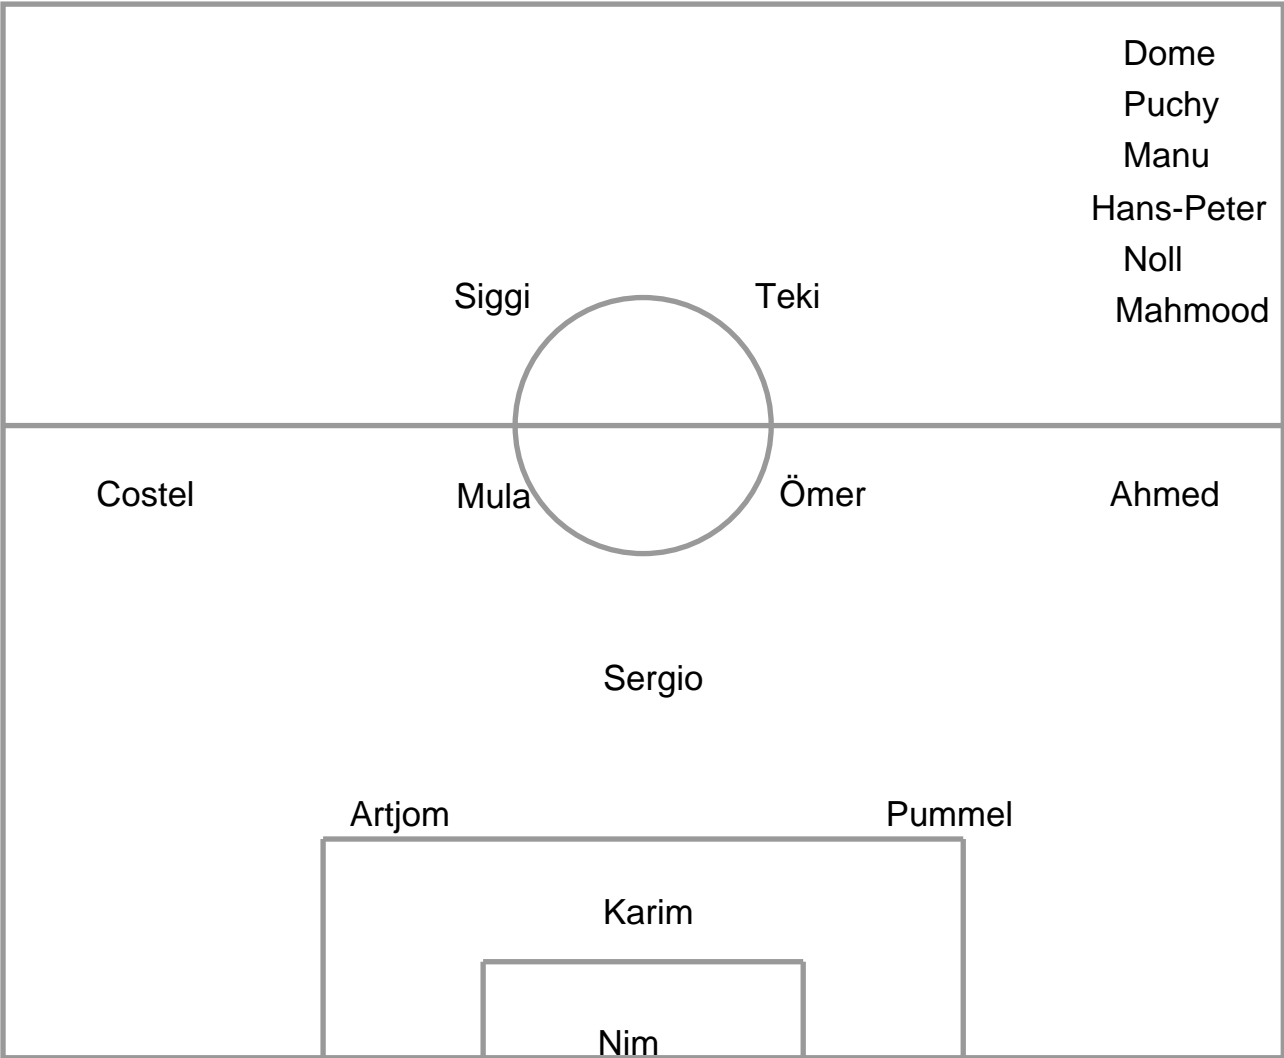 Dome
Puchy
Manu
Hans-Peter
Noll
Siggi Teki
Mahmood
Costel Mula Ömer Ahmed
Sergio
Artjom Pummel
Karim
Nim